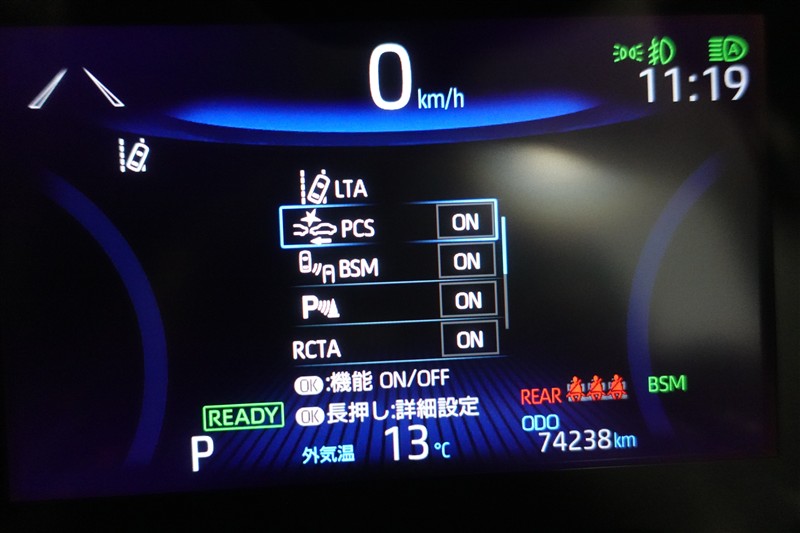 0 km/h
A
11:19
LTA
PCS ON
BSM ON
P ON
RCTA ON
OK:機能 ON/OFF
OK長押し:詳細設定
READY
REAR
BSM
P
外気温 13℃
ODO
74238km